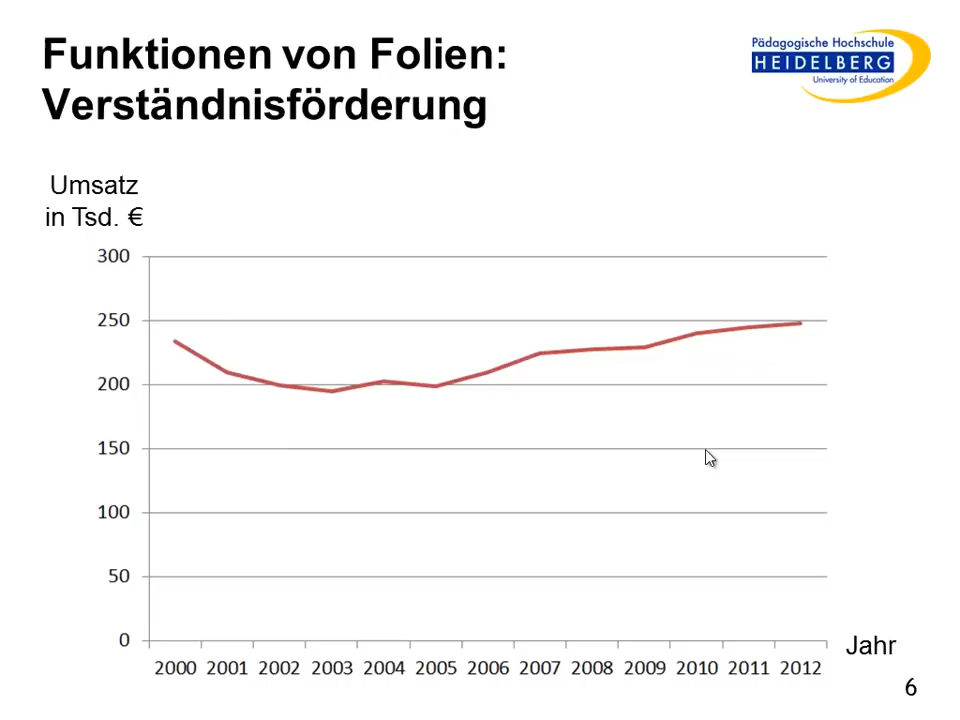 Funktionen von Folien:
Verständnisförderung
Pädagogische Hochschule
HEIDELBERG
University of Education
Umsatz
in Tsd. €
300
250
200
150
100
50
0
2000 2001 2002 2003 2004 2005 2006 2007 2008 2009 2010 2011 2012
Jahr
6